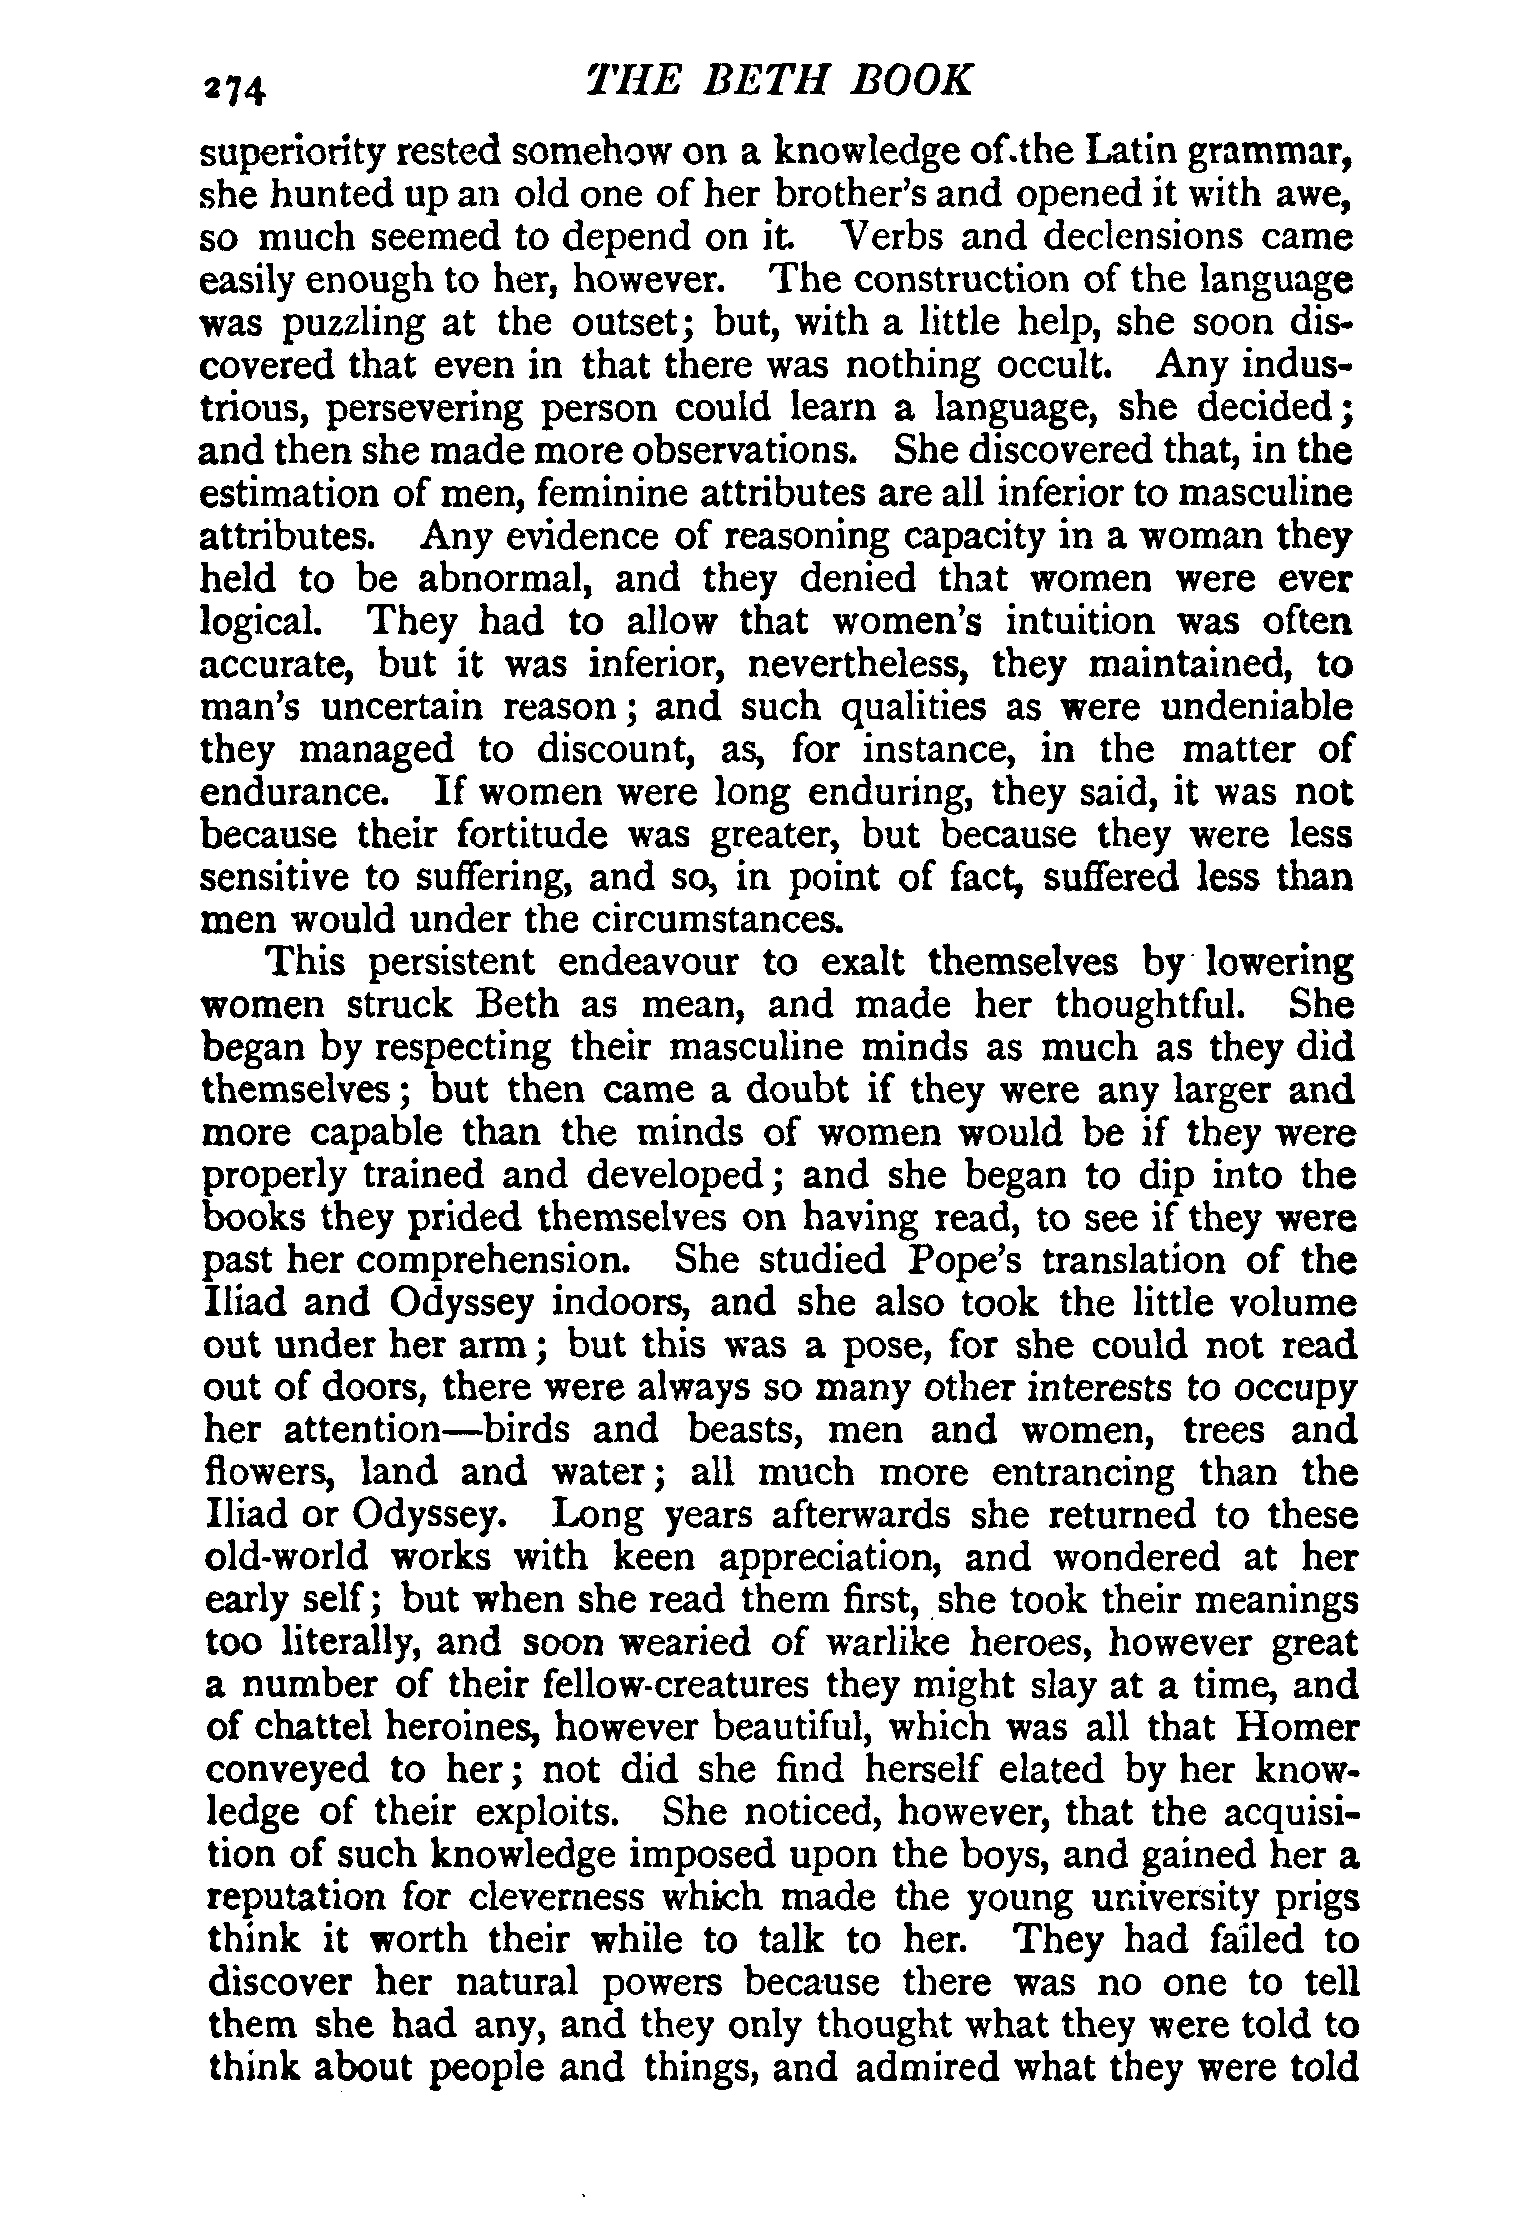 274 THE BETH BOOK
superiority rested somehow on a knowledge of the Latin grammar,
she hunted up an old one of her brother's and opened it with awe,
so much seemed to depend on it. Verbs and declensions came
easily enough to her, however. The construction of the language
was puzzling at the outset; but, with a little help, she soon dis-
covered that even in that there was nothing occult. Any indus-
trious, persevering person could learn a language, she decided;
and then she made more observations. She discovered that, in the
estimation of men, feminine attributes are all inferior to masculine
attributes. Any evidence of reasoning capacity in a woman they
held to be abnormal, and they denied that women were ever
logical. They had to allow that women's intuition was often
accurate, but it was inferior, nevertheless, they maintained, to
man's uncertain reason; and such qualities as were undeniable
they managed to discount, as, for instance, in the matter of
endurance. If women were long enduring, they said, it was not
because their fortitude was greater, but because they were less
sensitive to suffering, and so, in point of fact, suffered less than
men would under the circumstances.
This persistent endeavour to exalt themselves by lowering
women struck Beth as mean, and made her thoughtful. She
began by respecting their masculine minds as much as they did
themselves; but then came a doubt if they were any larger and
more capable than the minds of women would be if they were
properly trained and developed; and she began to dip into the
books they prided themselves on having read, to see if they were
past her comprehension. She studied Pope's translation of the
Iliad and Odyssey indoors, and she also took the little volume
out under her arm; but this was a pose, for she could not read
out of doors, there were always so many other interests to occupy
her attention—birds and beasts, men and women, trees and
flowers, land and water; all much more entrancing than the
Iliad or Odyssey. Long years afterwards she returned to these
old-world works with keen appreciation, and wondered at her
early self; but when she read them first, she took their meanings
too literally, and soon wearied of warlike heroes, however great
a number of their fellow-creatures they might slay at a time, and
of chattel heroines, however beautiful, which was all that Homer
conveyed to her; not did she find herself elated by her know-
ledge of their exploits. She noticed, however, that the acquisi-
tion of such knowledge imposed upon the boys, and gained her a
reputation for cleverness which made the young university prigs
think it worth their while to talk to her. They had failed to
discover her natural powers because there was no one to tell
them she had any, and they only thought what they were told to
think about people and things, and admired what they were told